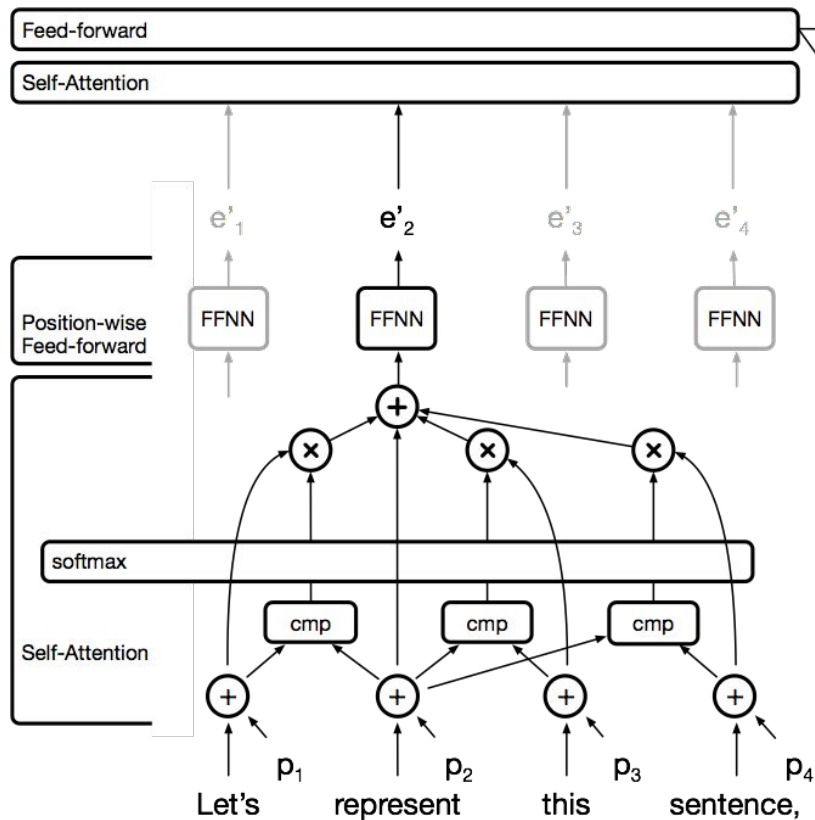 Feed-forward
Self-Attention
e'1 e'2 e'3 e'4
FFNN FFNN FFNN FFNN
Position-wise
Feed-forward
+
× × ×
softmax
cmp cmp cmp
Self-Attention
+ + + +
p1 p2 p3 p4
Let's represent this sentence,